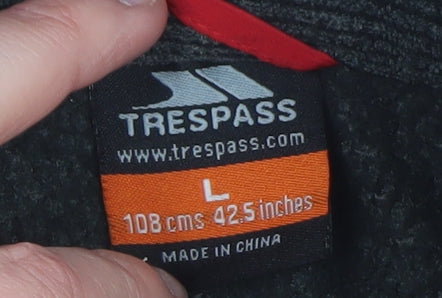 TRESPASS
www.trespass.com
L
108 cms 42.5 inches
MADE IN CHINA